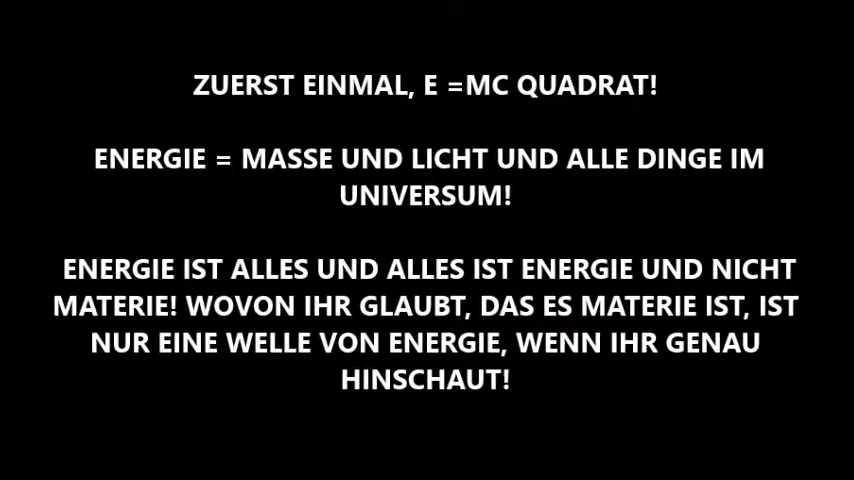 ZUERST EINMAL, E =MC QUADRAT!
ENERGIE = MASSE UND LICHT UND ALLE DINGE IM
UNIVERSUM!
ENERGIE IST ALLES UND ALLES IST ENERGIE UND NICHT
MATERIE! WOVON IHR GLAUBT, DAS ES MATERIE IST, IST
NUR EINE WELLE VON ENERGIE, WENN IHR GENAU
HINSCHAUT!